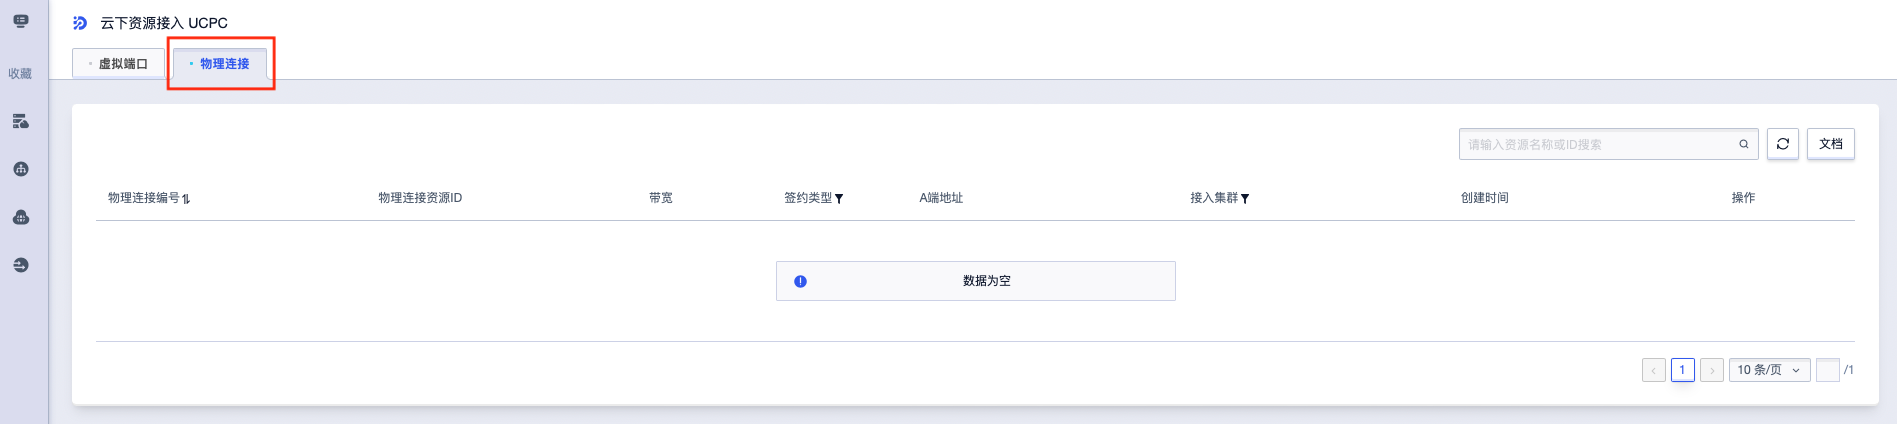 云下资源接入 UCPC
虚拟端口
物理连接
收藏
请输入资源名称或ID搜索
文档
物理连接编号 物理连接资源ID 带宽 签约类型 A端地址 接入集群 创建时间 操作
数据为空
1 10 条/页 /1